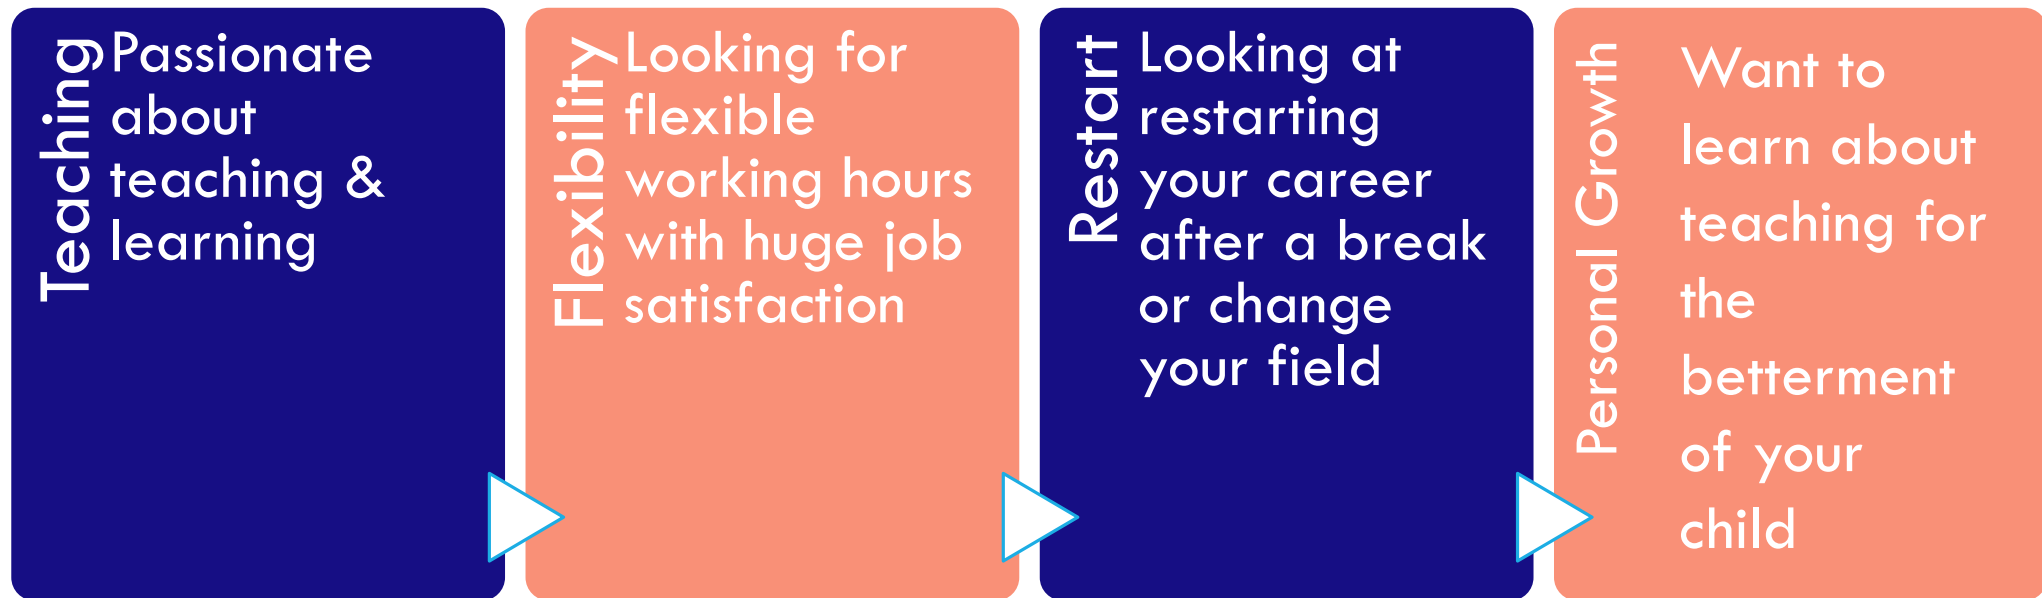 Teaching
Passionate
about
teaching &
learning
Flexibility
Looking for
flexible
working hours
with huge job
satisfaction
Restart
Looking at
restarting
your career
after a break
or change
your field
Personal Growth
Want to
learn about
teaching for
the
betterment
of your
child